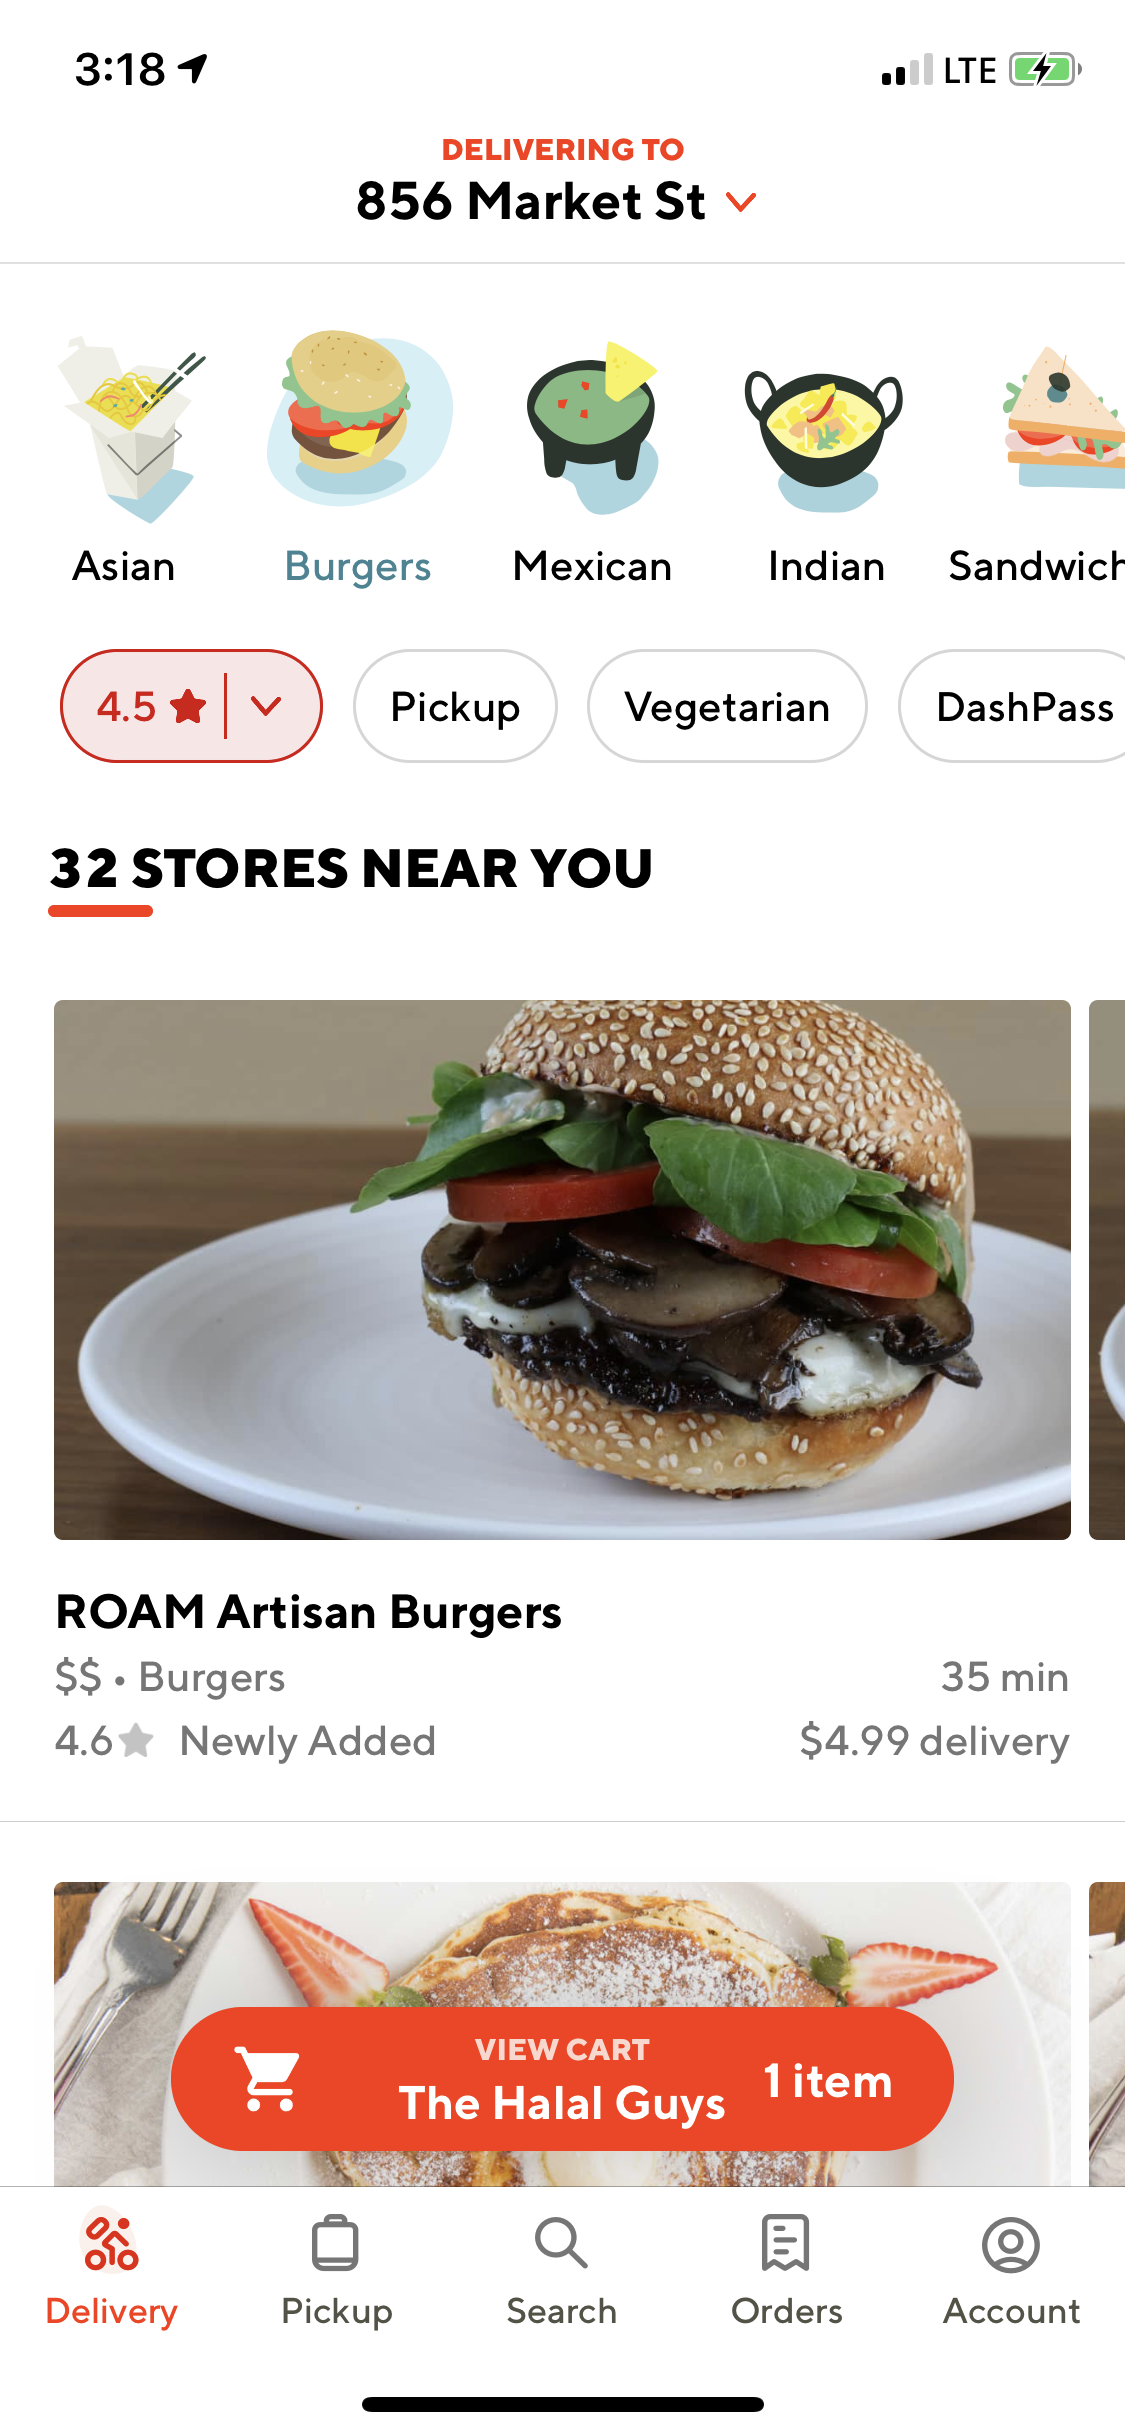 3:18
LTE
DELIVERING TO
856 Market St
Asian
Burgers
Mexican
Indian
Sandwich
4.5
Pickup
Vegetarian
DashPass
32 STORES NEAR YOU
ROAM Artisan Burgers
$$ • Burgers
35 min
4.6 Newly Added
$4.99 delivery
VIEW CART
The Halal Guys
1 item
Delivery
Pickup
Search
Orders
Account